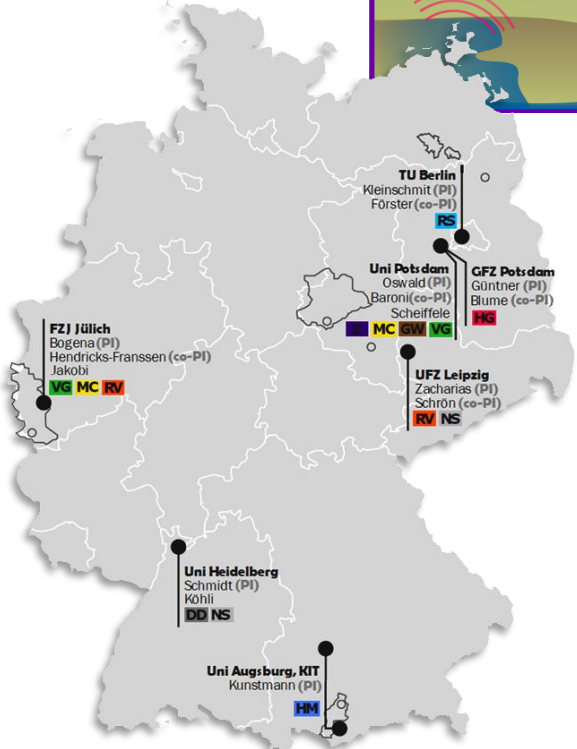 TU Berlin
Kleinschmit (PI)
Förster(co-PI)
RS
Uni Potsdam
Oswald (PI)
Baroni(co-PI)
Scheiffele
Z MC GW VG
GFZ Potsdam
Güntner (PI)
Blume (co-PI)
HG
FZJ Jülich
Bogena (PI)
Hendricks-Franssen (co-PI)
Jakobi
VG MC RV
UFZ Leipzig
Zacharias (PI)
Schrön (co-PI)
RV NS
Uni Heidelberg
Schmidt (PI)
Köhli
DD NS
Uni Augsburg, KIT
Kunstmann (PI)
HM